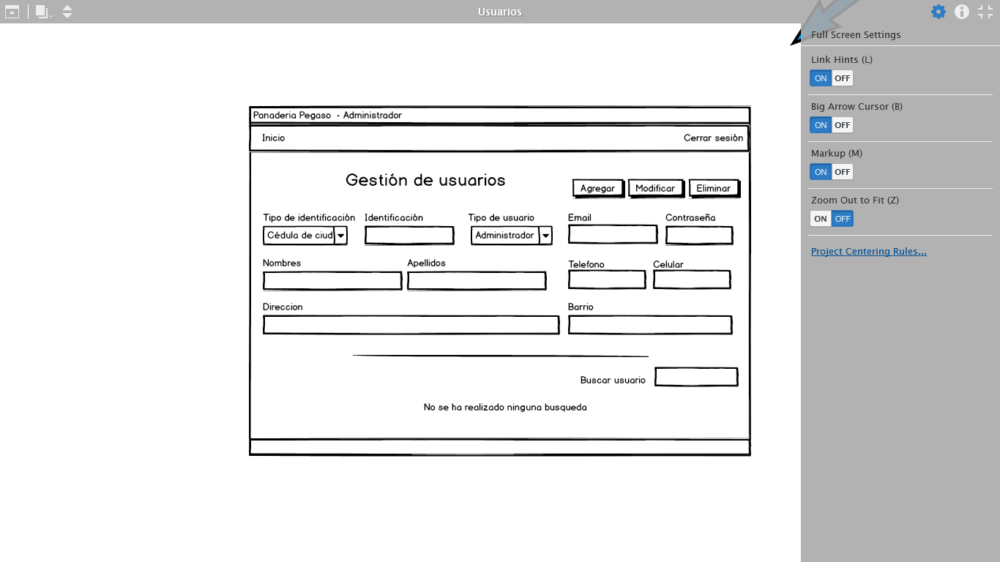 Usuarios
Full Screen Settings
Link Hints (L)
ON OFF
Big Arrow Cursor (B)
ON OFF
Markup (M)
ON OFF
Zoom Out to Fit (Z)
ON OFF
Project Centering Rules...
Panaderia Pegaso - Administrador
Inicio Cerrar sesión
Gestión de usuarios
Agregar Modificar Eliminar
Tipo de identificación Identificación Tipo de usuario Email Contraseña
Cédula de ciud Administrador
Nombres Apellidos Telefono Celular
Direccion Barrio
Buscar usuario
No se ha realizado ninguna busqueda